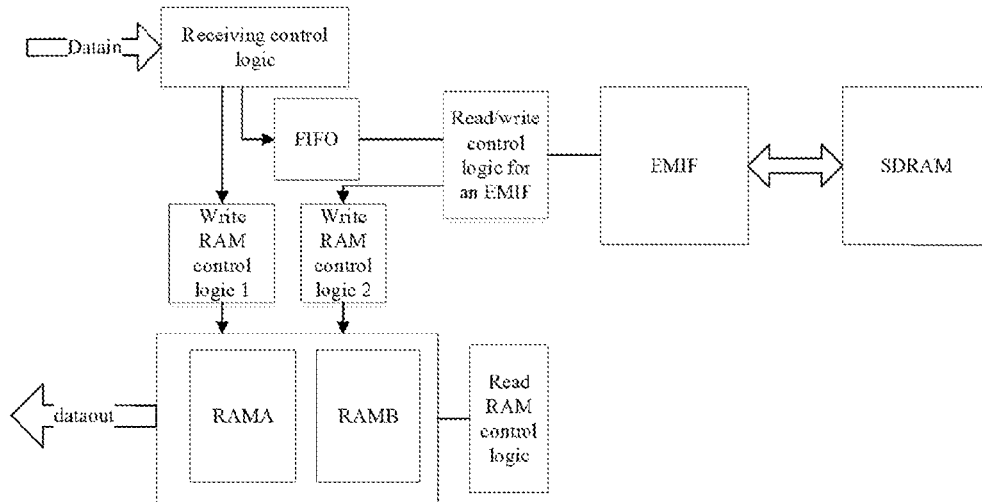 Datain
Receiving control
logic
FIFO
Read/write
control
logic for
an EMIF
EMIF
SDRAM
Write
RAM
control
logic 1
Write
RAM
control
logic 2
dataout
RAMA
RAMB
Read
RAM
control
logic